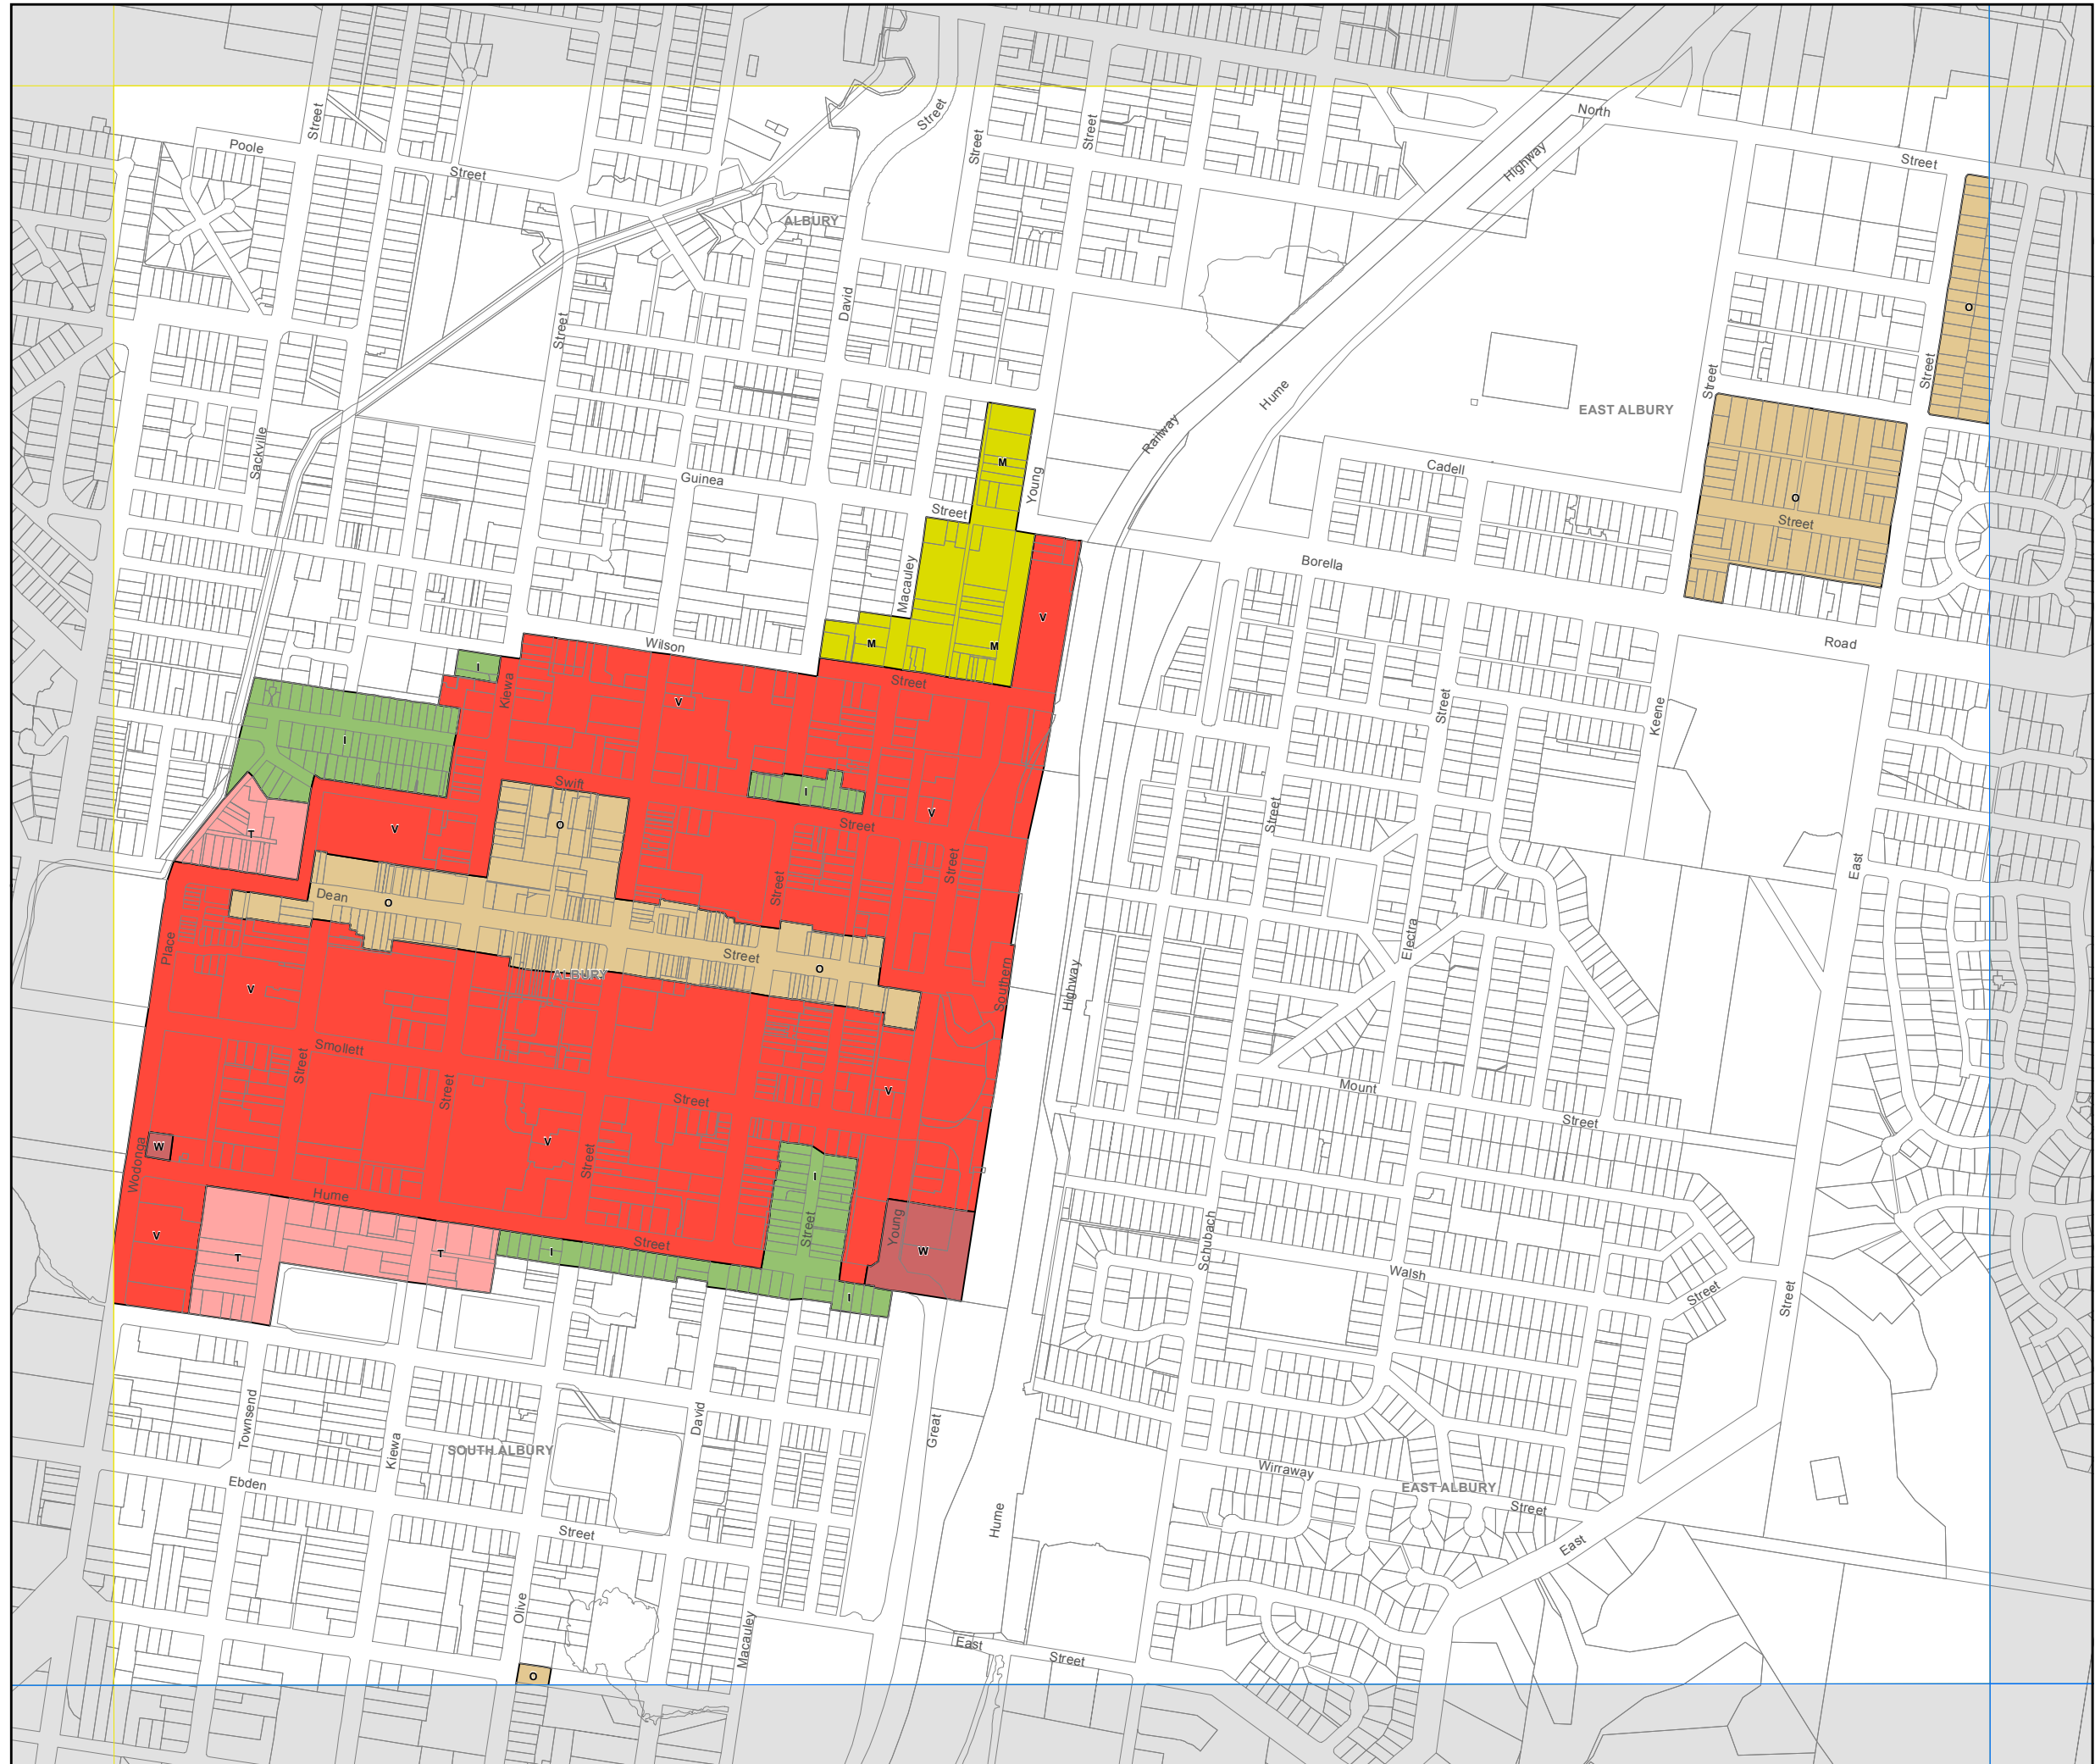 North
Street
Street
Street
Street
Street
Poole
Highway
Street
Street
ALBURY
O
David
Street
Street
Street
Hume
EAST ALBURY
Railway
Sackville
M
Cadell
Guinea
Young
O
Street
Street
Borella
Macauley
V
Wilson
M
M
Road
I
Street
Kiewa
V
Street
Keene
I
Swift
I
V
Street
O
Street
V
T
Street
East
Street
Dean
O
Electra
Place
Street
O
ALBURY
V
Southern
Highway
Smollett
Street
Street
V
Mount
Street
Street
V
W
Street
Wodonga
I
Hume
Street
Young
Schubach
V
T
T
I
Street
W
Walsh
Street
Street
I
Townsend
David
Great
Kiewa
SOUTH ALBURY
Ebden
Wirraway
EAST ALBURY
Street
Hume
Street
East
Olive
Macauley
East
Street
O